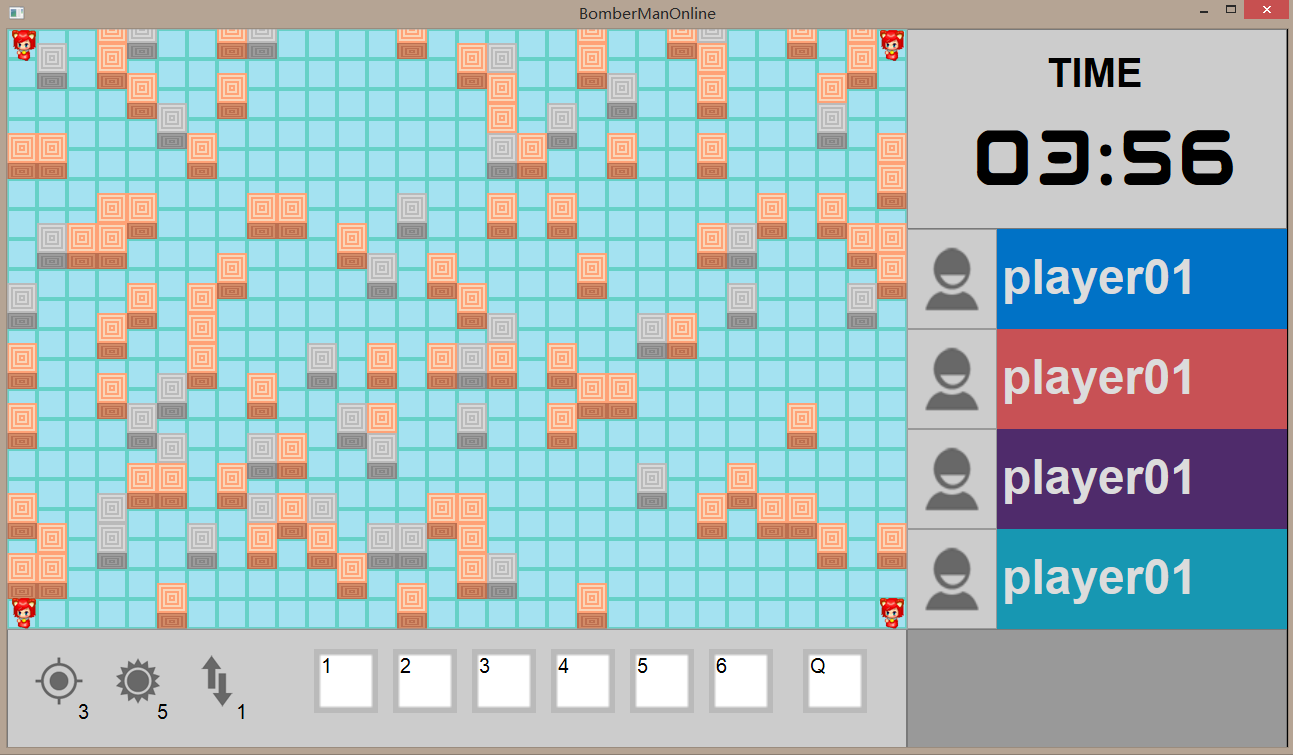 BomberManOnline
TIME
03:56
player01
player01
player01
player01
3 5 1
1 2 3 4 5 6 Q